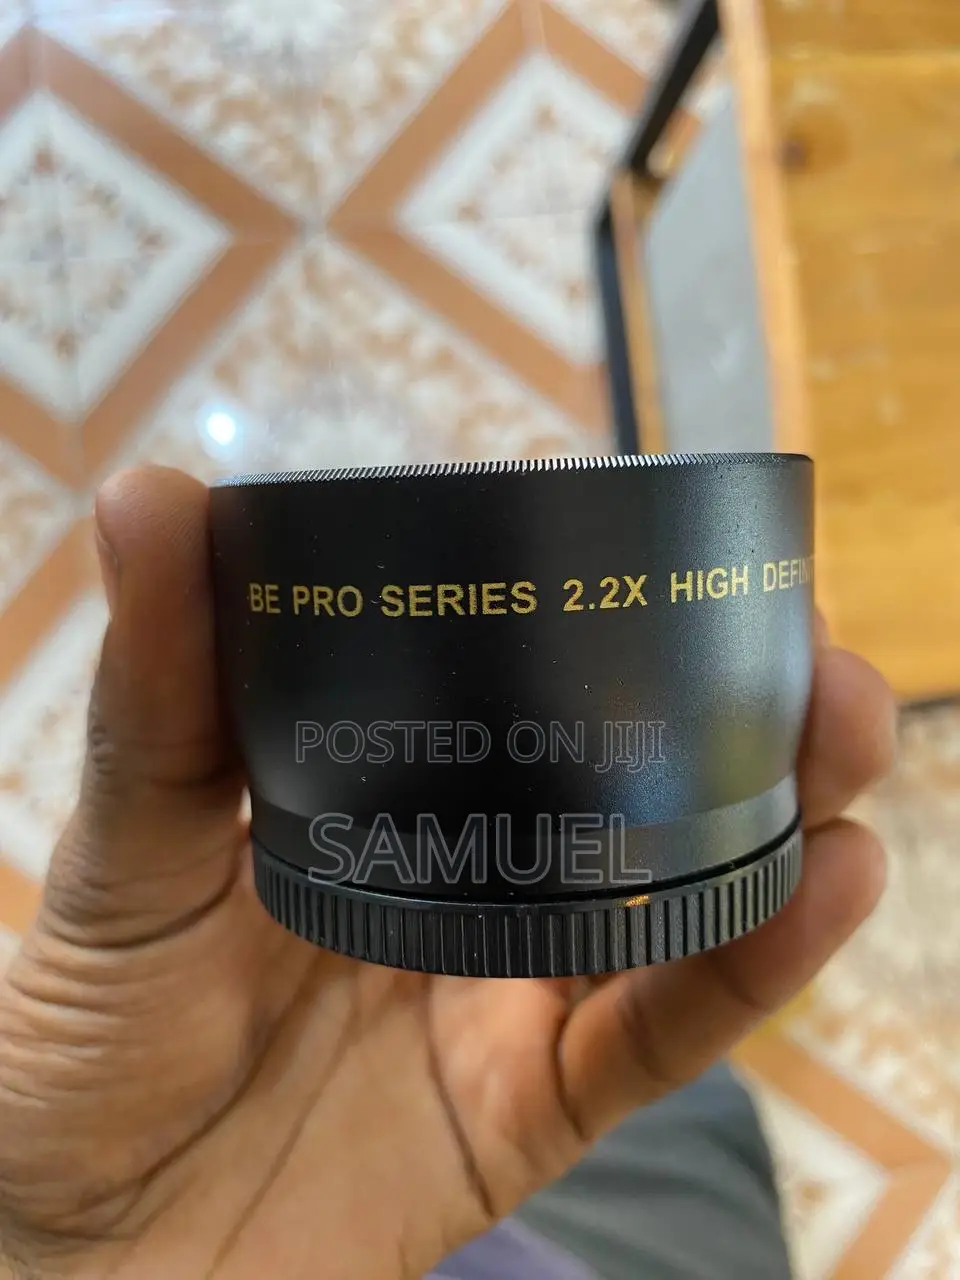 BE PRO SERIES 2.2X HIGH
POSTED ON JIJI
SAMUEL